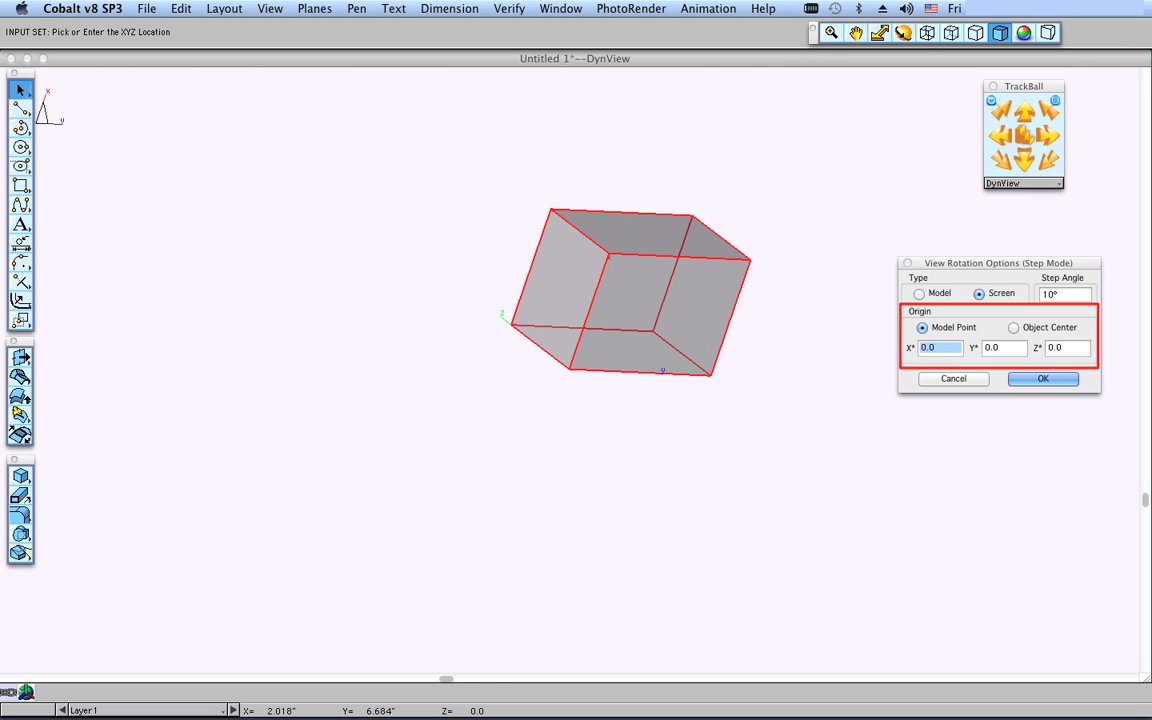 Cobalt v8 SP3 File Edit Layout View Planes Pen Text Dimension Verify Window PhotoRender Animation Help Fri
INPUT SET: Pick or Enter the XYZ Location
Untitled 1*--DynView
TrackBall
x
y
DynView
View Rotation Options (Step Mode)
Type Step Angle
Model Screen 10°
Origin
Model Point Object Center
X* 0.0 Y* 0.0 Z* 0.0
Cancel OK
x
z
y
A
Layer1 X= 2.018" Y= 6.684" Z= 0.0